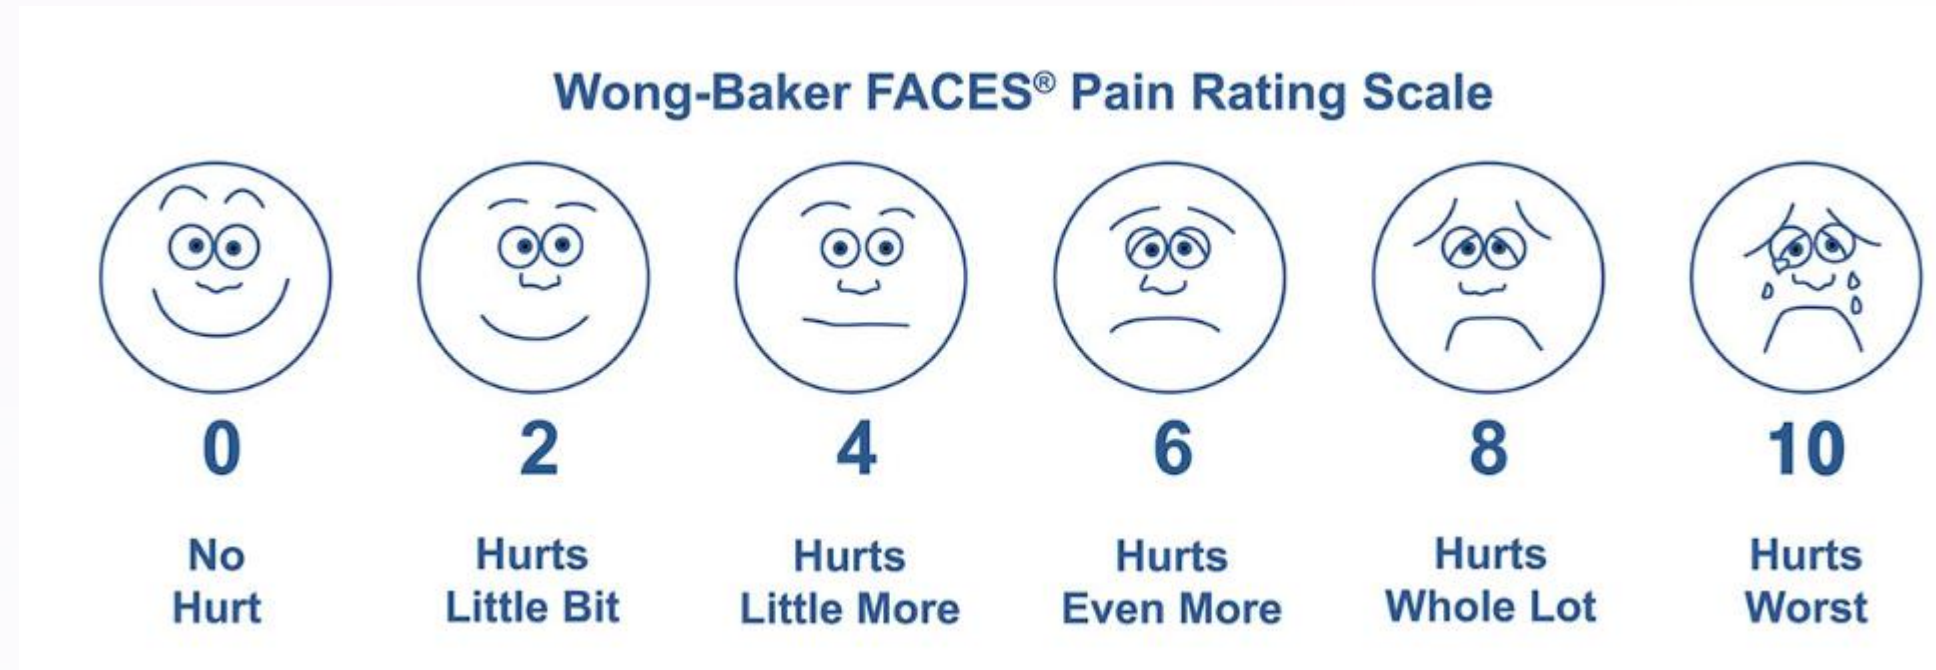 Wong-Baker FACES® Pain Rating Scale
0
2
4
6
8
10
No
Hurt
Hurts
Little Bit
Hurts
Little More
Hurts
Even More
Hurts
Whole Lot
Hurts
Worst